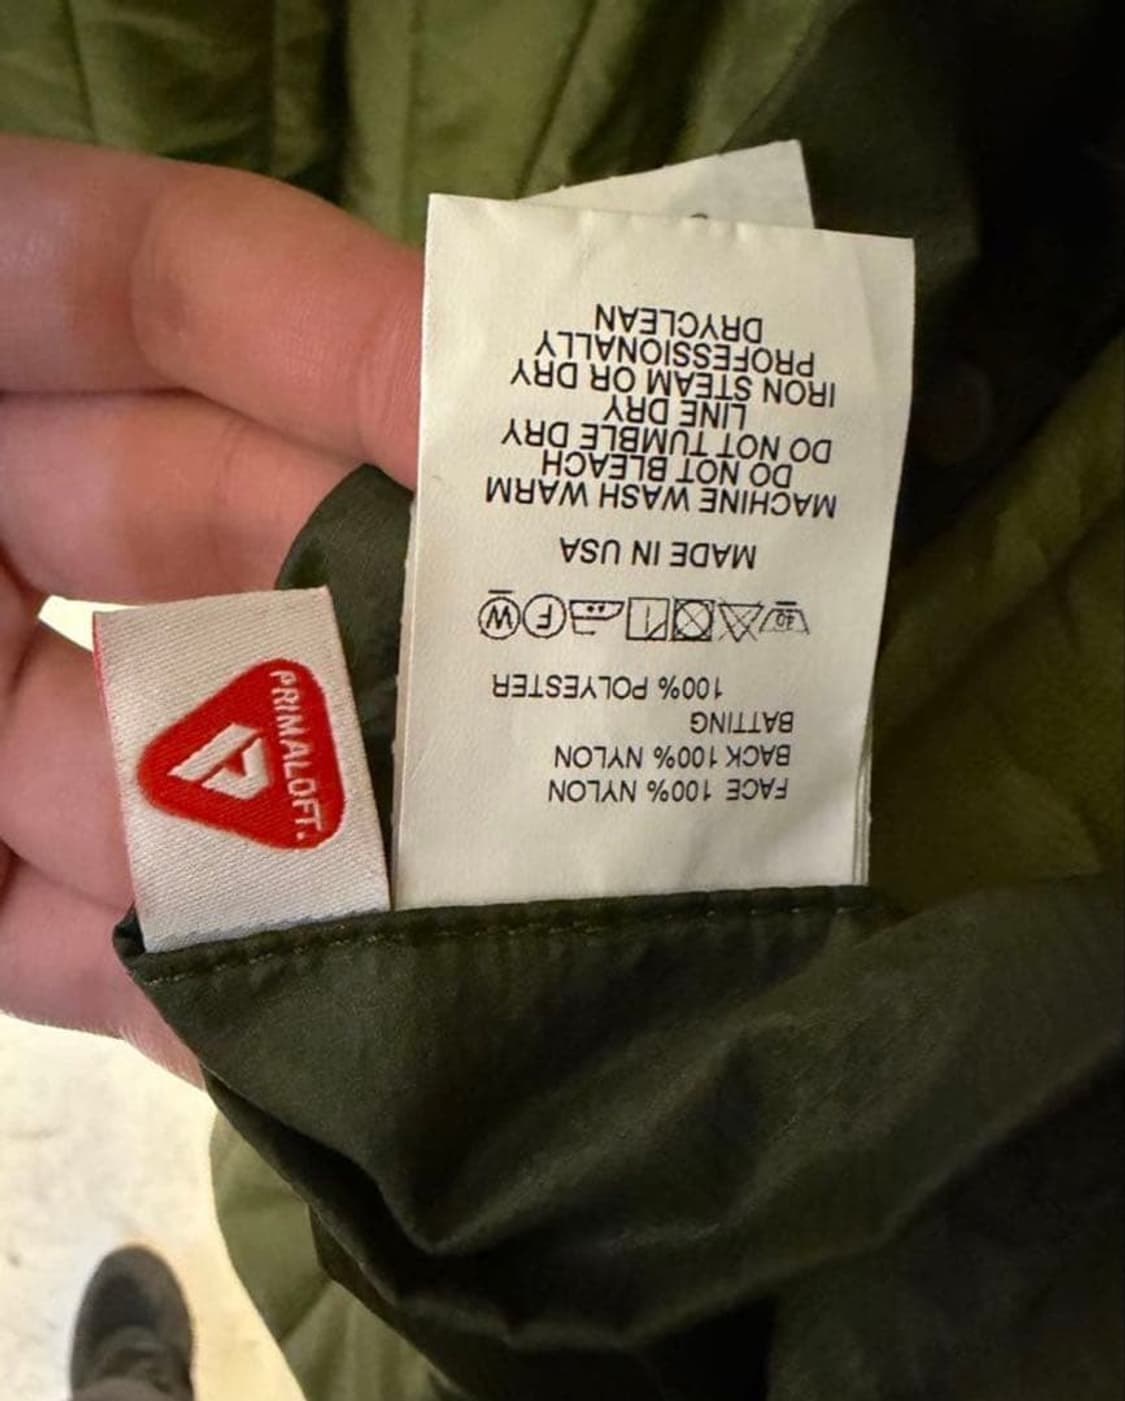 FACE 100% NYLON
BACK 100% NYLON
BATTING
100% POLYESTER
40 F W
MADE IN USA
MACHINE WASH WARM
DO NOT BLEACH
DO NOT TUMBLE DRY
LINE DRY
IRON STEAM OR DRY
PROFESSIONALLY
DRYCLEAN
PRIMALOFT.